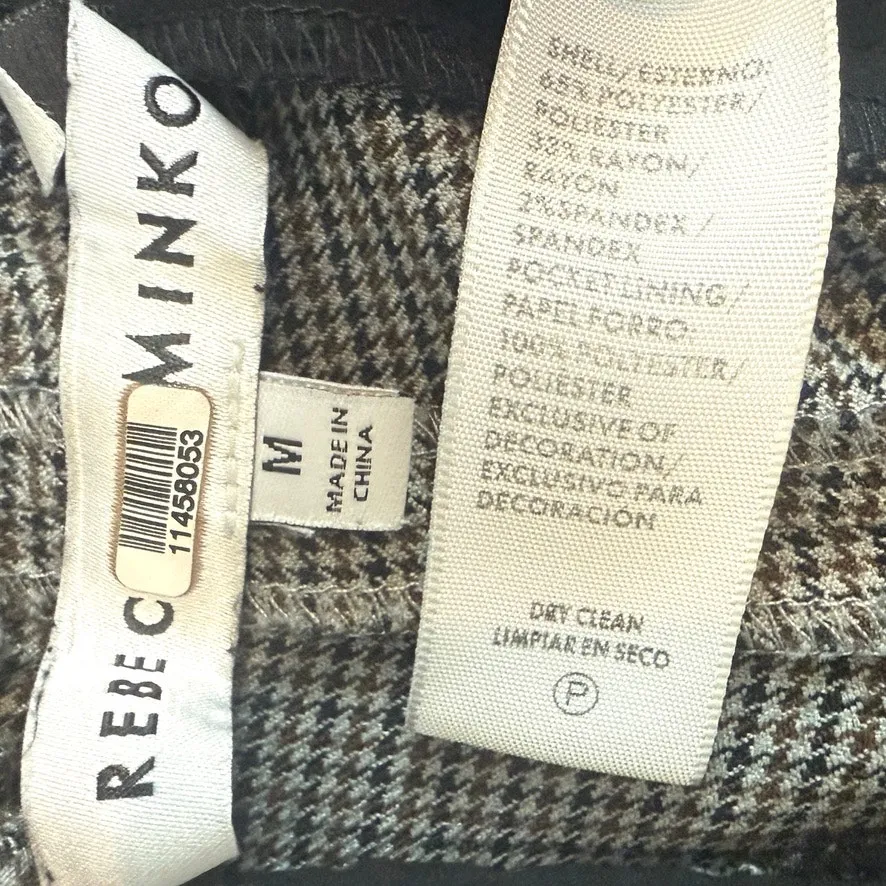 REBEC MINKO
11458053
M
MADE IN
CHINA
SHELL/ESTERNO:
65% POLYESTER/
POLIESTER
33% RAYON/
RAYON
2% SPANDEX /
SPANDEX
POCKET LINING/
PAPEL FORRO:
100% POLYESTER/
POLIESTER
EXCLUSIVE OF
DECORATION/
EXCLUSIVE PARA
DECORACION
DRY CLEAN
LIMPIAR EN SECO
P